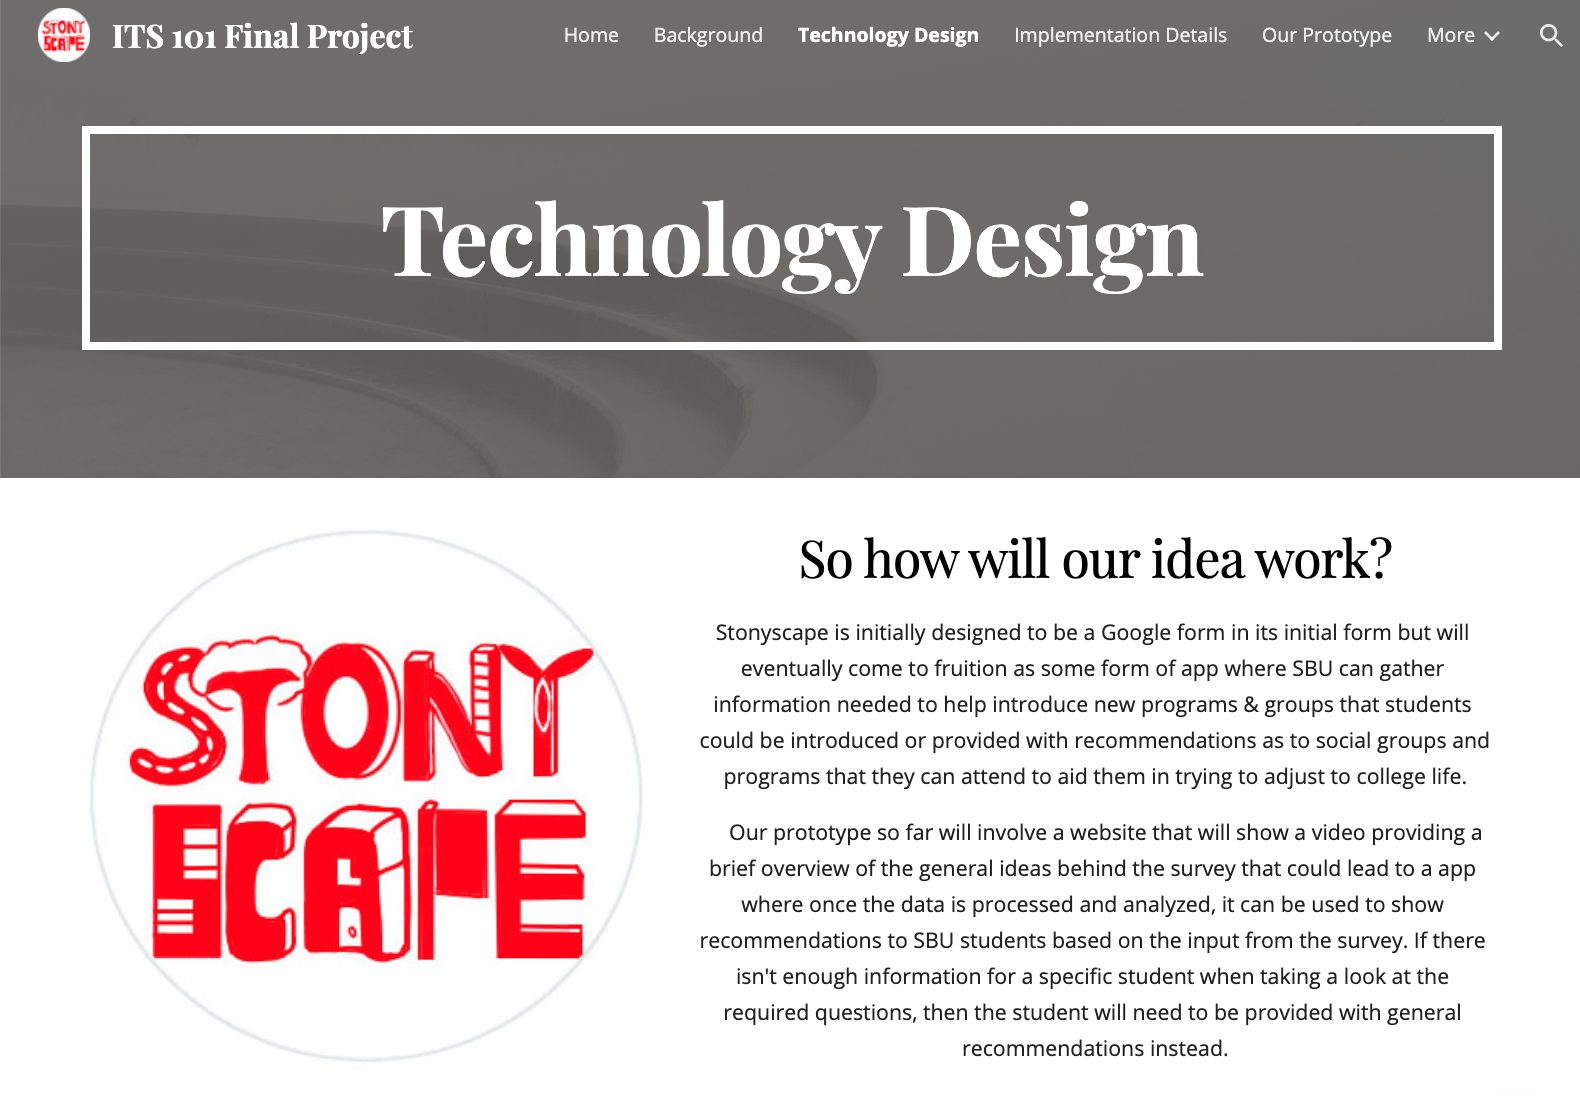 STONY
SCAPE
ITS 101 Final Project
Home
Background
Technology Design
Implementation Details
Our Prototype
More
Technology Design
STONY
SCAPE
So how will our idea work?
Stonyscape is initially designed to be a Google form in its initial form but will
eventually come to fruition as some form of app where SBU can gather
information needed to help introduce new programs & groups that students
could be introduced or provided with recommendations as to social groups and
programs that they can attend to aid them in trying to adjust to college life.
Our prototype so far will involve a website that will show a video providing a
brief overview of the general ideas behind the survey that could lead to a app
where once the data is processed and analyzed, it can be used to show
recommendations to SBU students based on the input from the survey. If there
isn't enough information for a specific student when taking a look at the
required questions, then the student will need to be provided with general
recommendations instead.